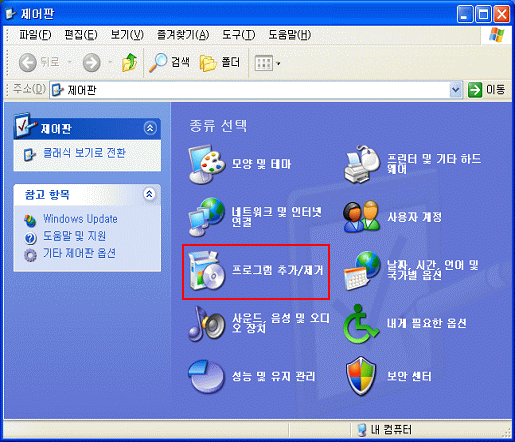 제어판
파일(F) 편집(E) 보기(V) 즐겨찾기(A) 도구(T) 도움말(H)
뒤로 검색 폴더
주소(D) 제어판 이동
제어판
클래식 보기로 전환
참고 항목
Windows Update
도움말 및 지원
기타 제어판 옵션
종류 선택
모양 및 테마
프린터 및 기타 하드
웨어
네트워크 및 인터넷
연결
사용자 계정
프로그램 추가/제거
날짜, 시간, 언어 및
국가별 옵션
사운드, 음성 및 오디
오 장치
내게 필요한 옵션
성능 및 유지 관리
보안 센터
내 컴퓨터